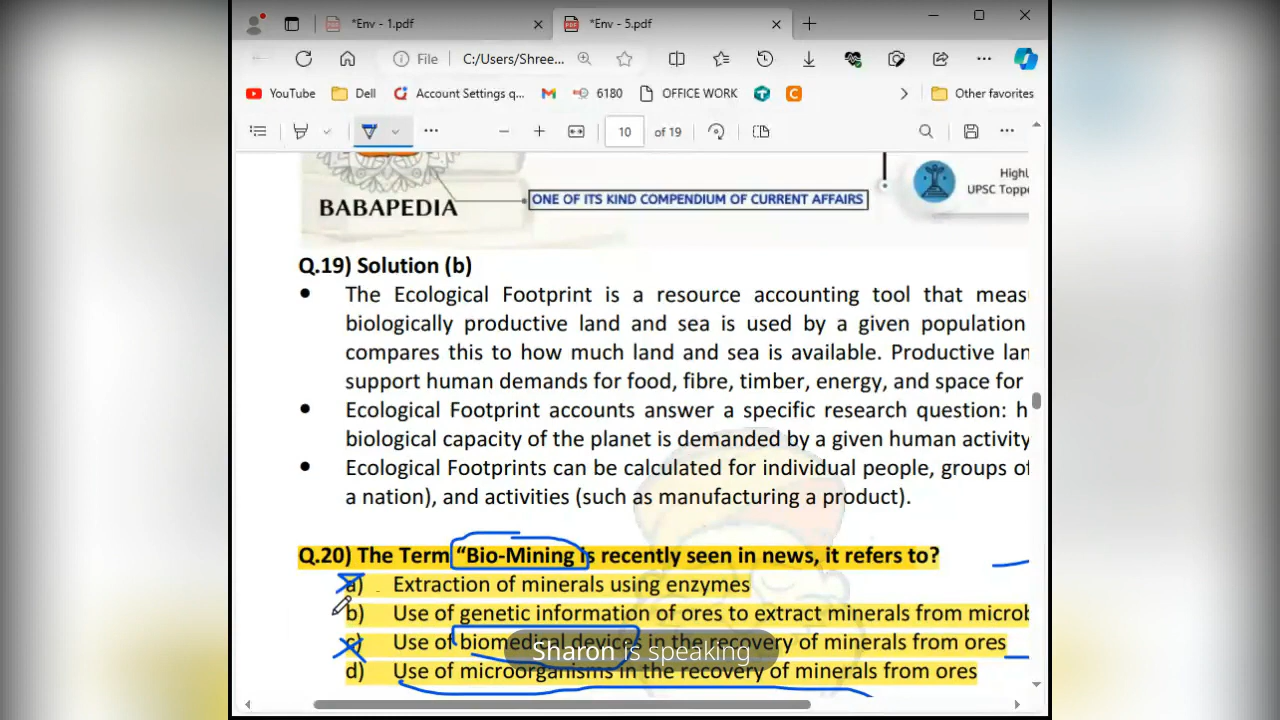 *Env - 1.pdf
*Env - 5.pdf
File
C:/Users/Shree...
YouTube
Dell
Account Settings q...
6180
OFFICE WORK
Other favorites
10 of 19
BABAPEDIA
ONE OF ITS KIND COMPENDIUM OF CURRENT AFFAIRS
Highl
UPSC Toppe
Q.19) Solution (b)
• The Ecological Footprint is a resource accounting tool that meas
biologically productive land and sea is used by a given population
compares this to how much land and sea is available. Productive lan
support human demands for food, fibre, timber, energy, and space for
• Ecological Footprint accounts answer a specific research question: h
biological capacity of the planet is demanded by a given human activity
• Ecological Footprints can be calculated for individual people, groups of
a nation), and activities (such as manufacturing a product).
Q.20) The Term “Bio-Mining is recently seen in news, it refers to?
a) Extraction of minerals using enzymes
b) Use of genetic information of ores to extract minerals from microb
c) Use of biomedical devices in the recovery of minerals from ores
Sharon is speaking
d) Use of microorganisms in the recovery of minerals from ores